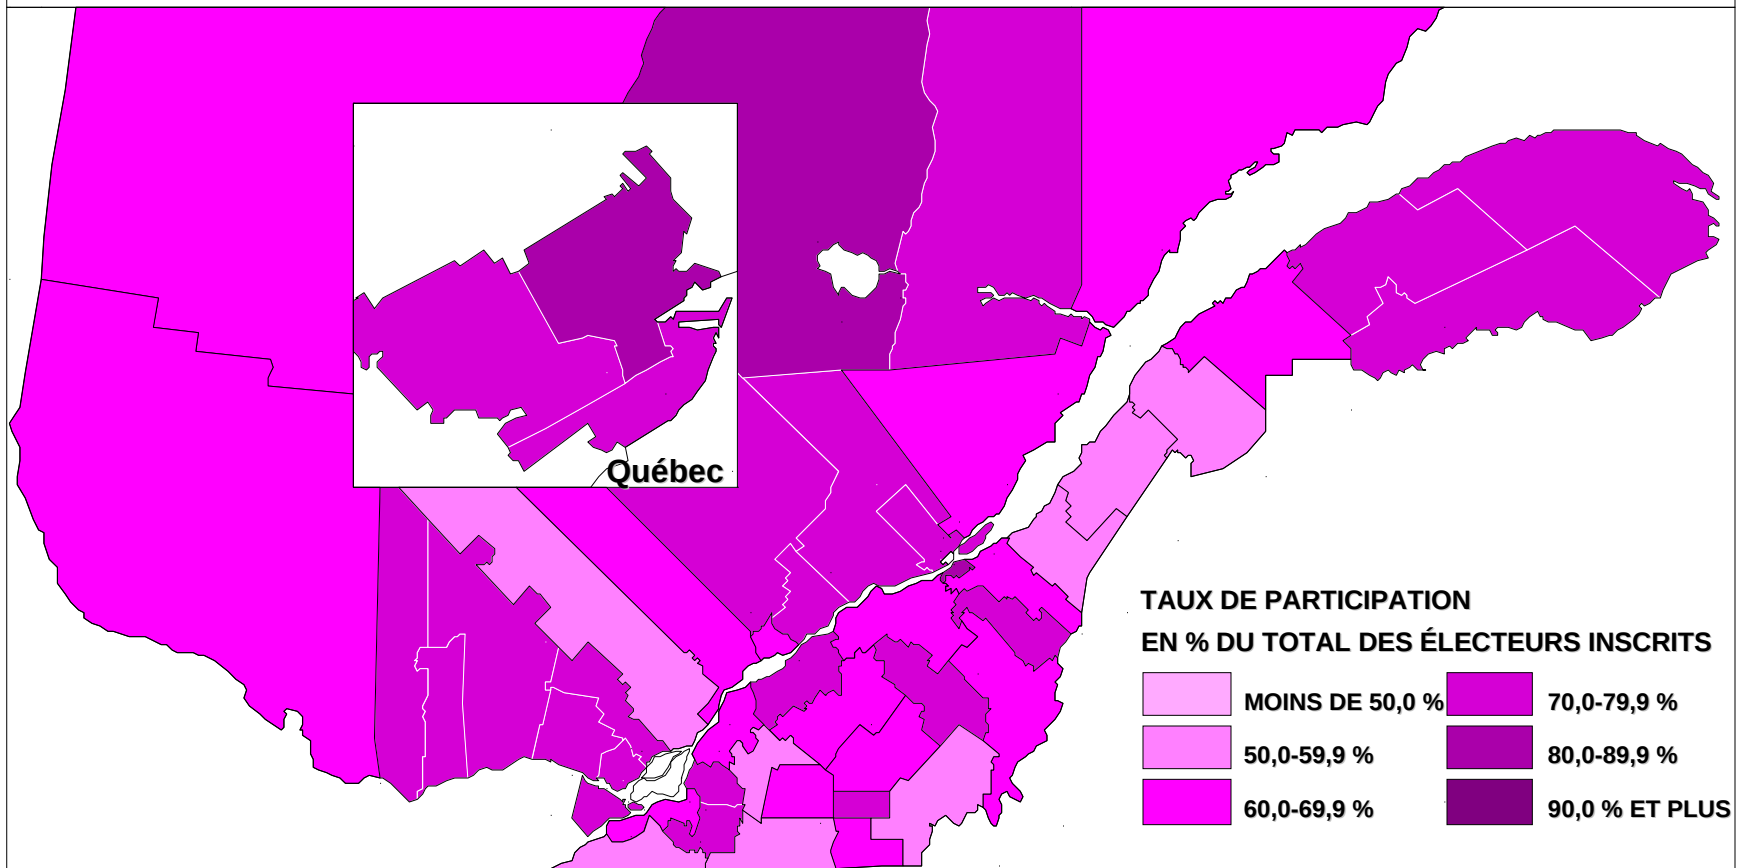 Québec
TAUX DE PARTICIPATION
EN % DU TOTAL DES ÉLECTEURS INSCRITS
MOINS DE 50,0 %
50,0-59,9 %
60,0-69,9 %
70,0-79,9 %
80,0-89,9 %
90,0 % ET PLUS